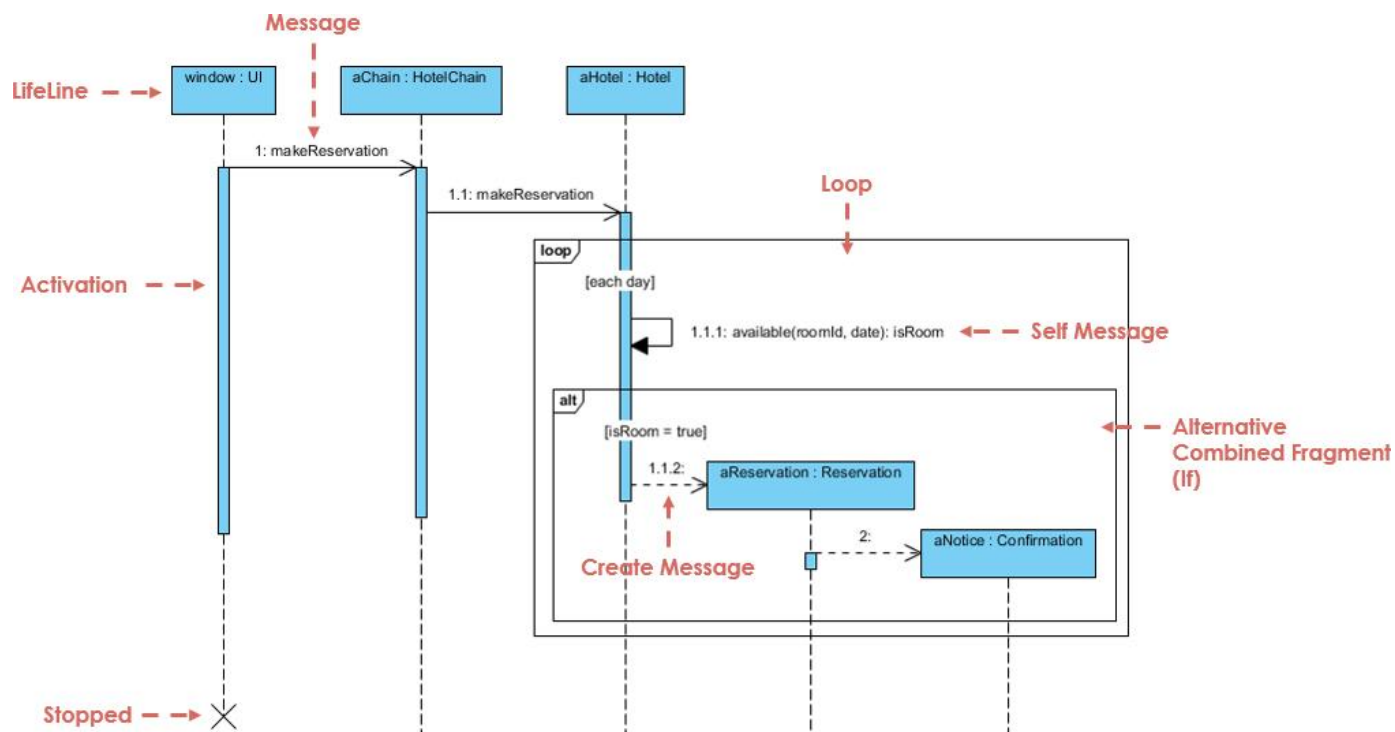 Message
window : UI
aChain : HotelChain
aHotel : Hotel
LifeLine
1: makeReservation
1.1: makeReservation
Loop
loop
[each day]
Activation
1.1.1: available(roomId, date): isRoom
Self Message
alt
[isRoom = true]
Alternative
Combined Fragment
(If)
1.1.2:
aReservation : Reservation
2:
aNotice : Confirmation
Create Message
Stopped